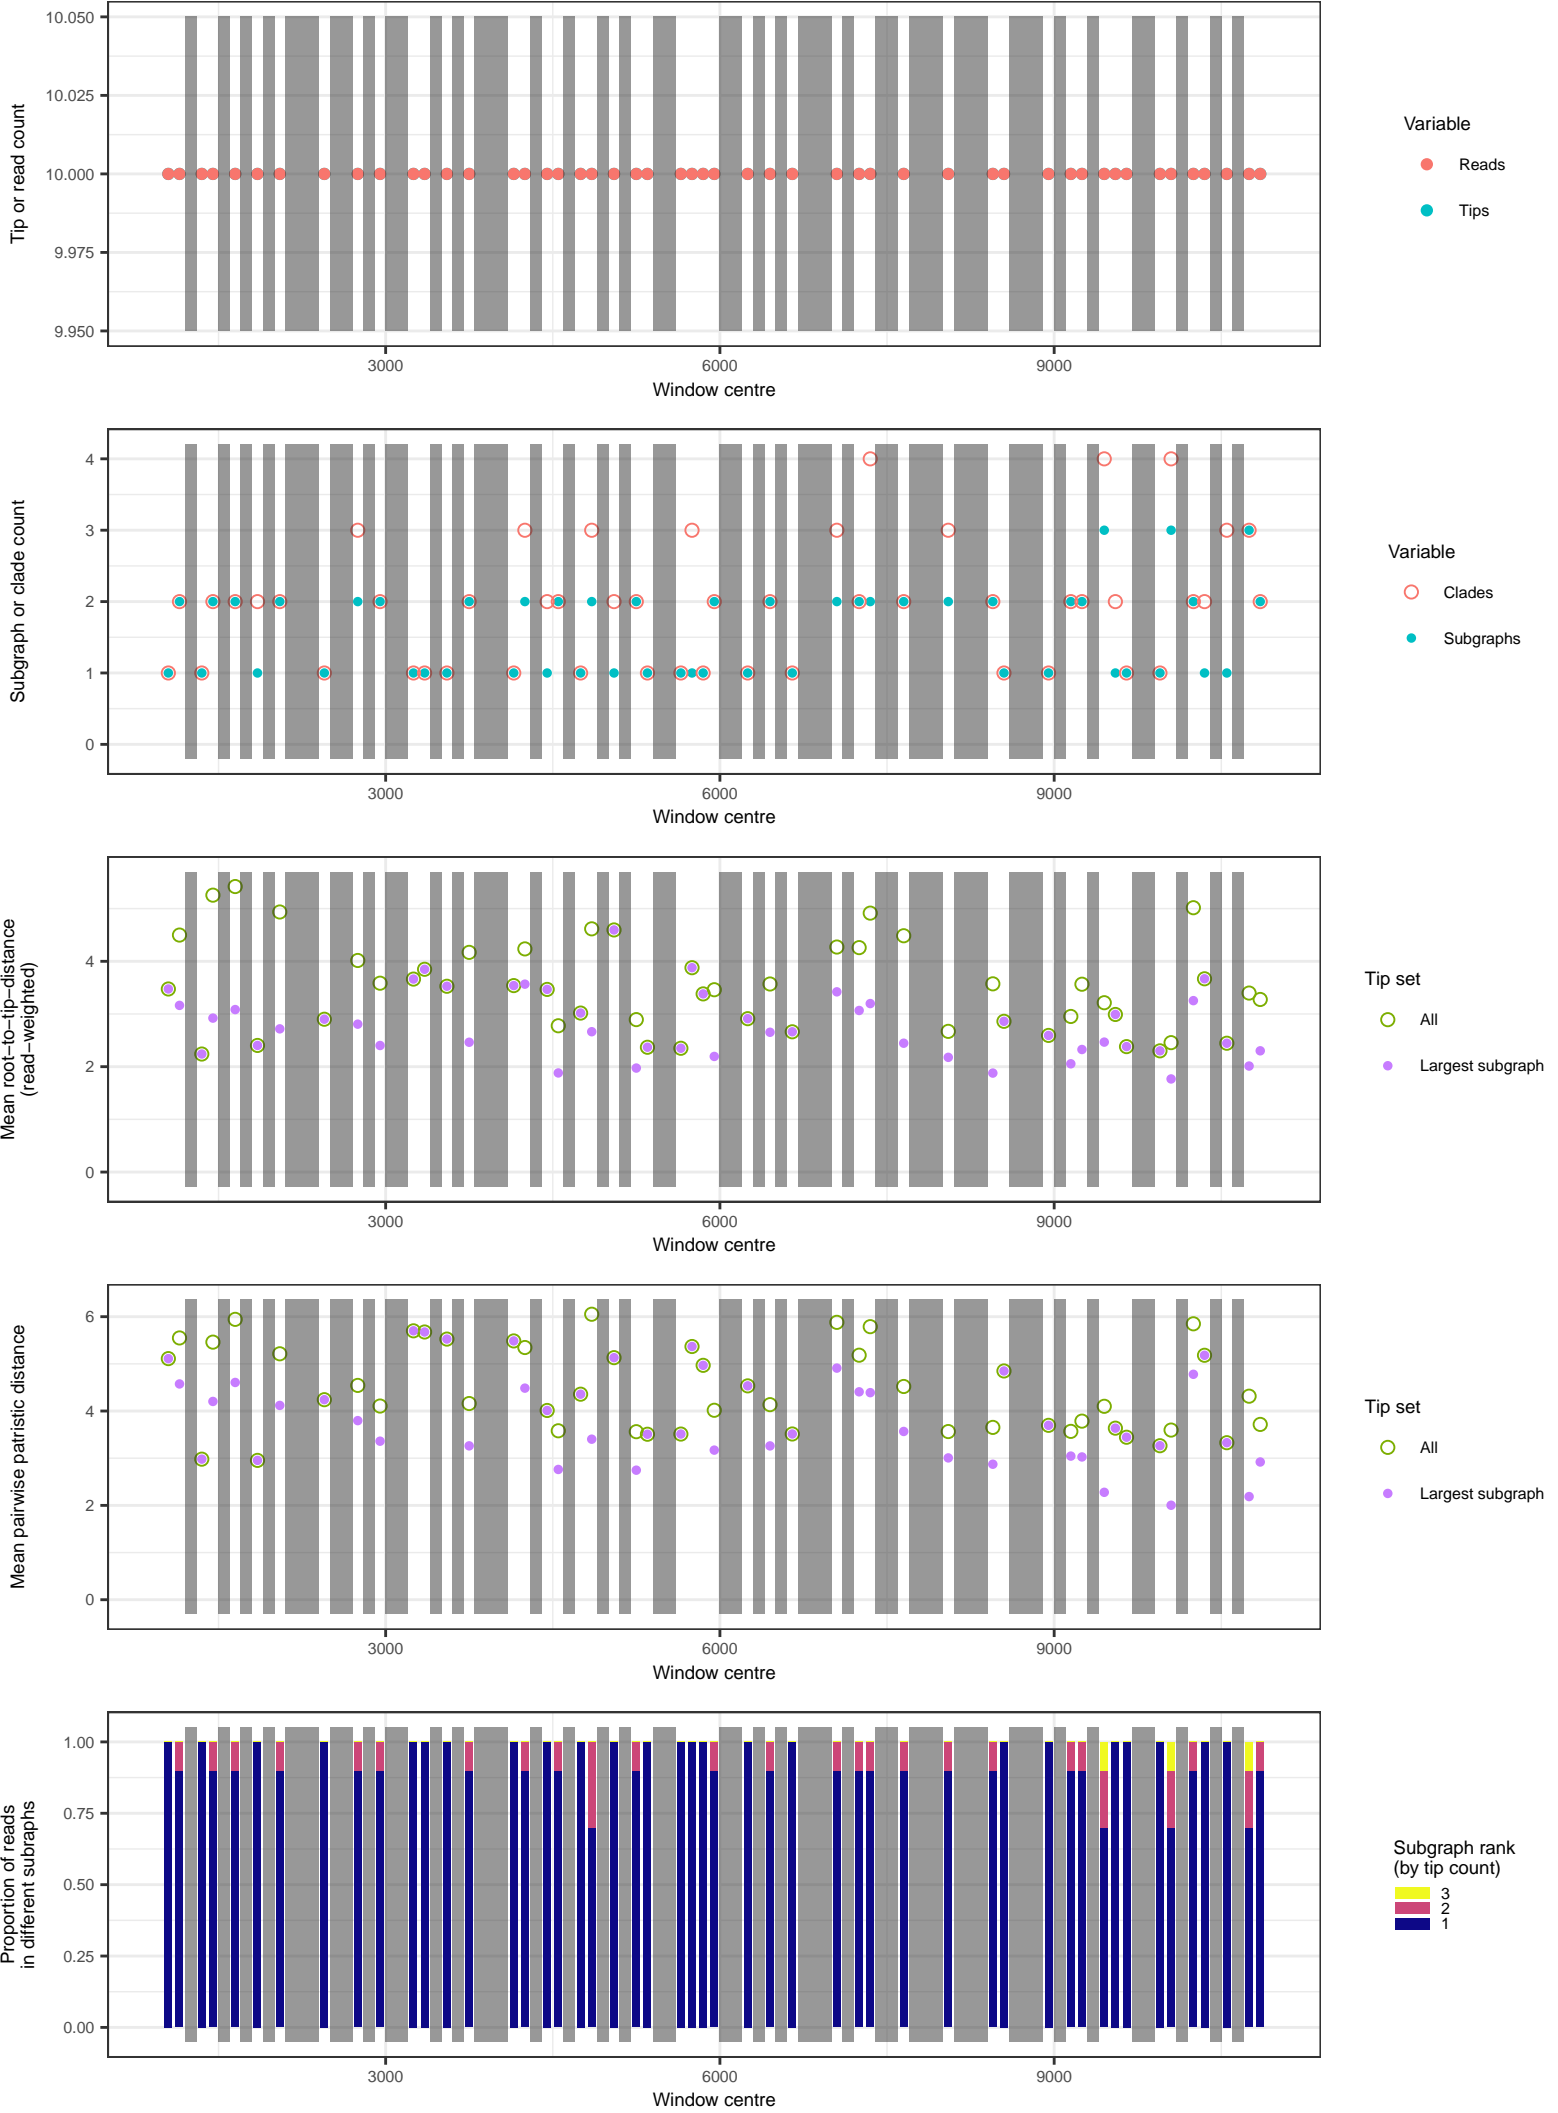 10.050
10.025
10.000
9.975
9.950
Tip or read count
3000
6000
9000
Window centre
Variable
Reads
Tips
4
3
2
1
0
Subgraph or clade count
3000
6000
9000
Window centre
Variable
Clades
Subgraphs
4
2
0
Mean root−to−tip−distance
(read−weighted)
3000
6000
9000
Window centre
Tip set
All
Largest subgraph
6
4
2
0
Mean pairwise patristic distance
3000
6000
9000
Window centre
Tip set
All
Largest subgraph
1.00
0.75
0.50
0.25
0.00
Proportion of reads
in different subraphs
3000
6000
9000
Window centre
Subgraph rank
(by tip count)
3
2
1